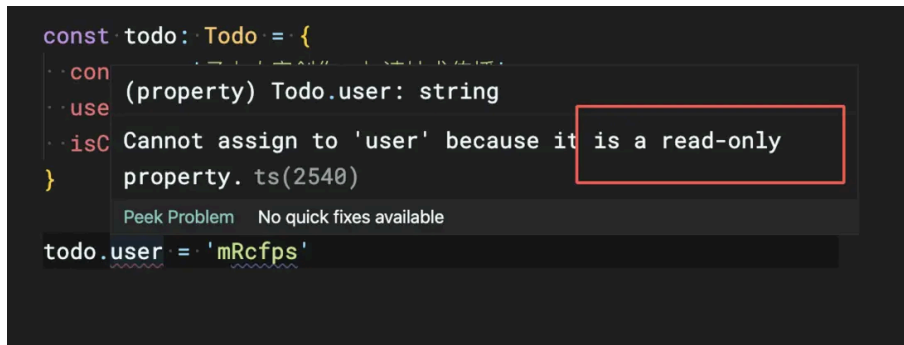 const todo: Todo = {
con
(property) Todo.user: string
use
Cannot assign to 'user' because it is a read-only
isC
property. ts(2540)
}
Peek Problem No quick fixes available
todo.user = 'mRcfps'